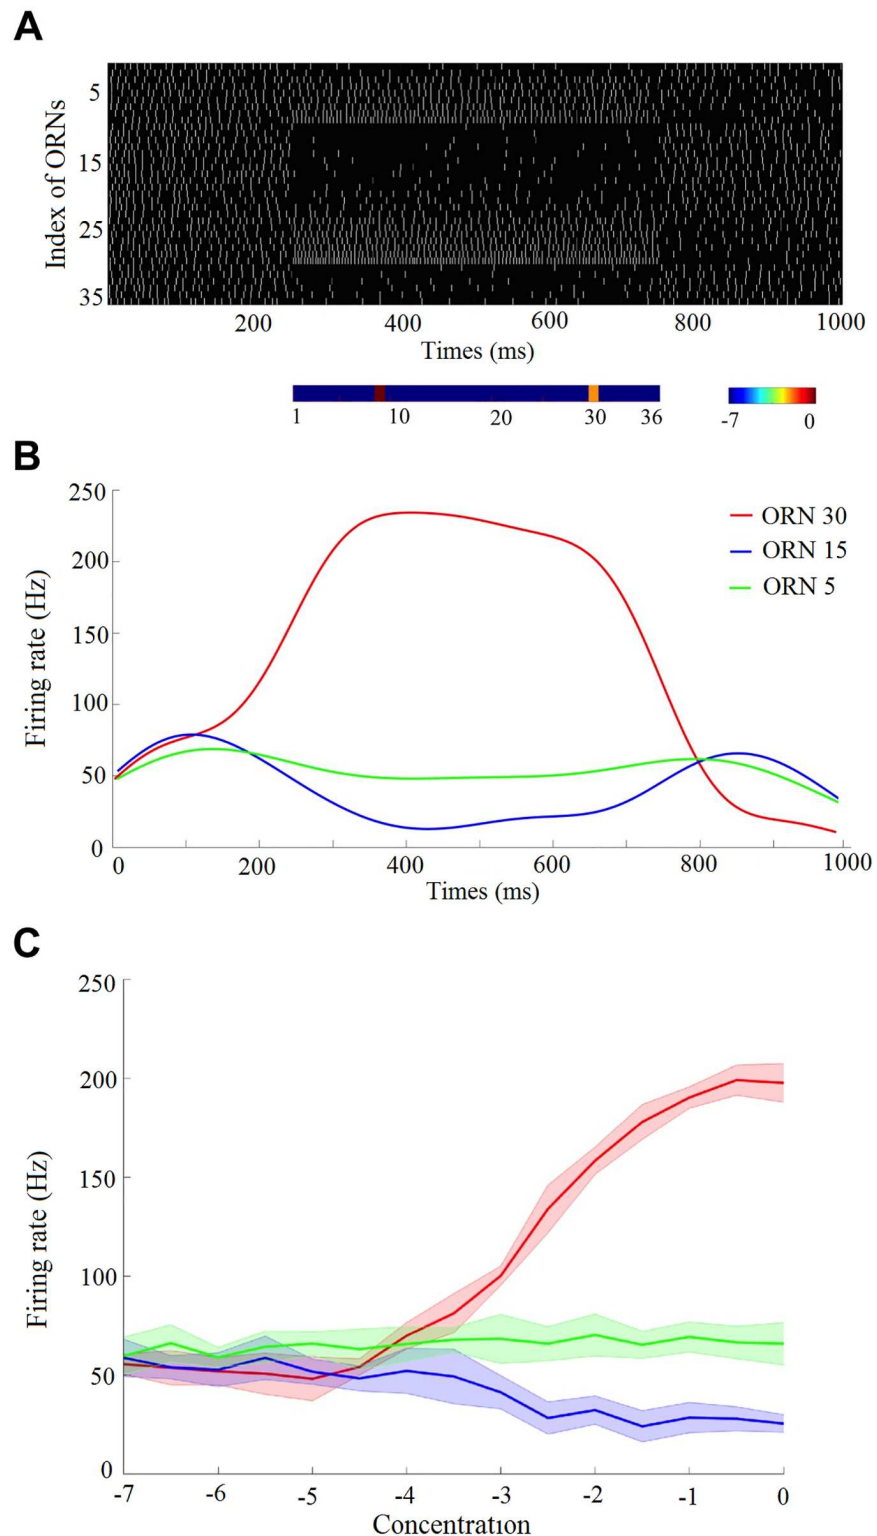 A
Index of ORNs
5
15
25
35
200 400 600 800 1000
Times (ms)
1 10 20 30 36
-7 0
B
Firing rate (Hz)
250
200
150
100
50
0
ORN 30
ORN 15
ORN 5
0 200 400 600 800 1000
Times (ms)
C
Firing rate (Hz)
250
200
150
100
50
0
-7 -6 -5 -4 -3 -2 -1 0
Concentration